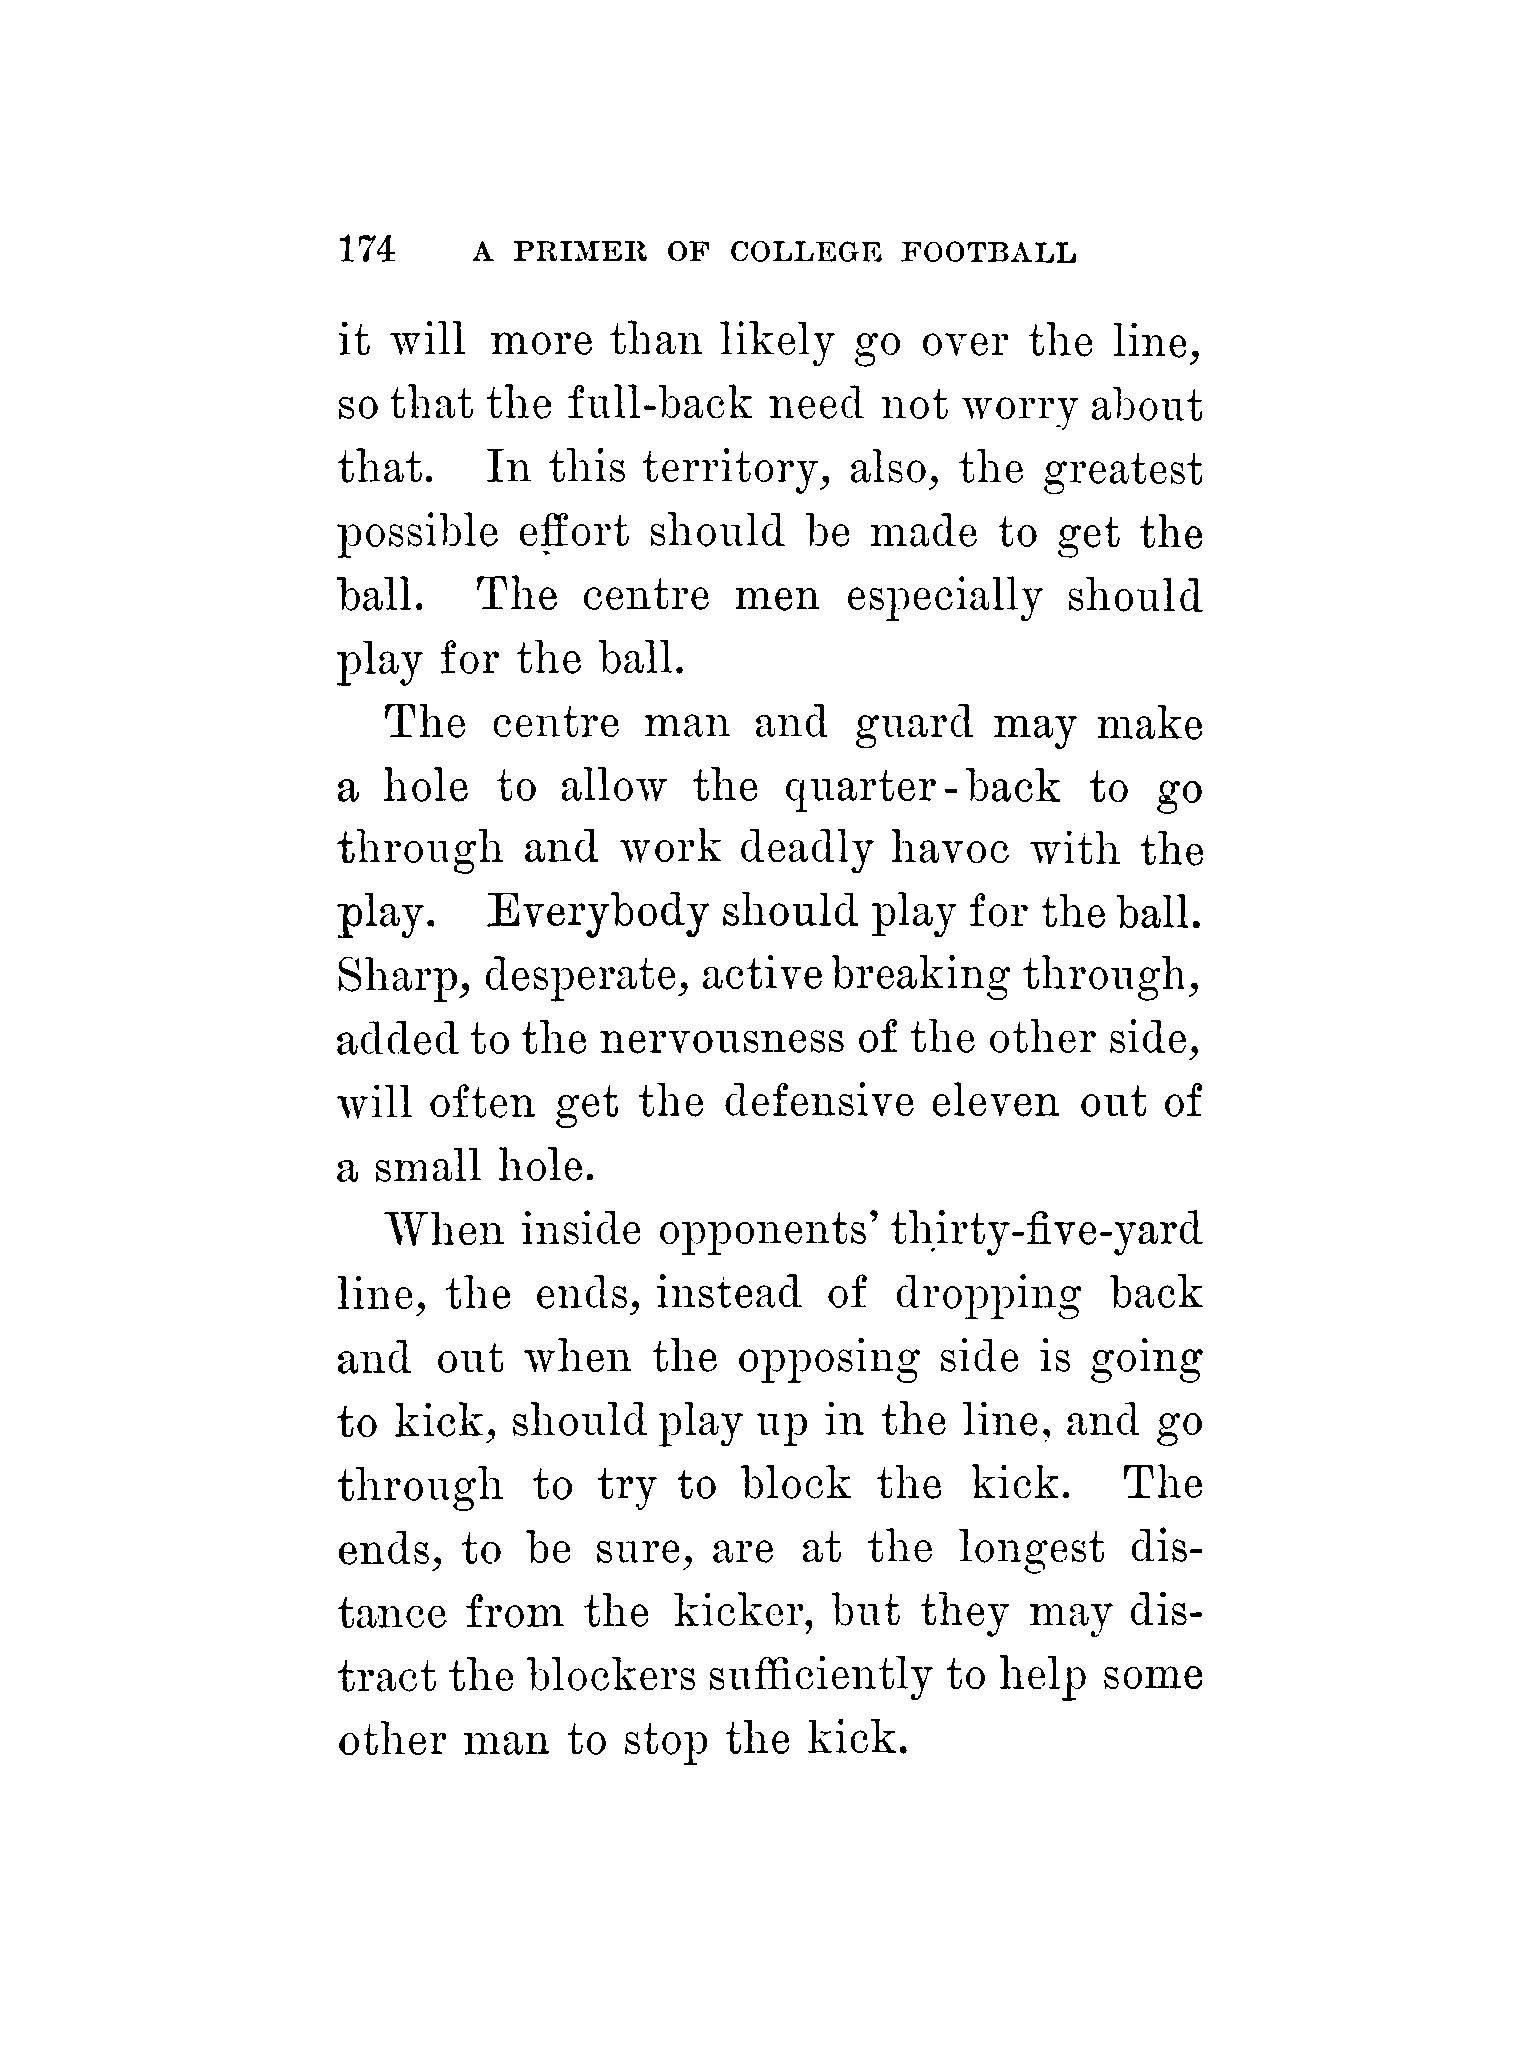 174 A PRIMER OF COLLEGE FOOTBALL
it will more than likely go over the line,
so that the full-back need not worry about
that. In this territory, also, the greatest
possible effort should be made to get the
ball. The centre men especially should
play for the ball.
The centre man and guard may make
a hole to allow the quarter-back to go
through and work deadly havoc with the
play. Everybody should play for the ball.
Sharp, desperate, active breaking through,
added to the nervousness of the other side,
will often get the defensive eleven out of
a small hole.
When inside opponents' thirty-five-yard
line, the ends, instead of dropping back
and out when the opposing side is going
to kick, should play up in the line, and go
through to try to block the kick. The
ends, to be sure, are at the longest dis-
tance from the kicker, but they may dis-
tract the blockers sufficiently to help some
other man to stop the kick.